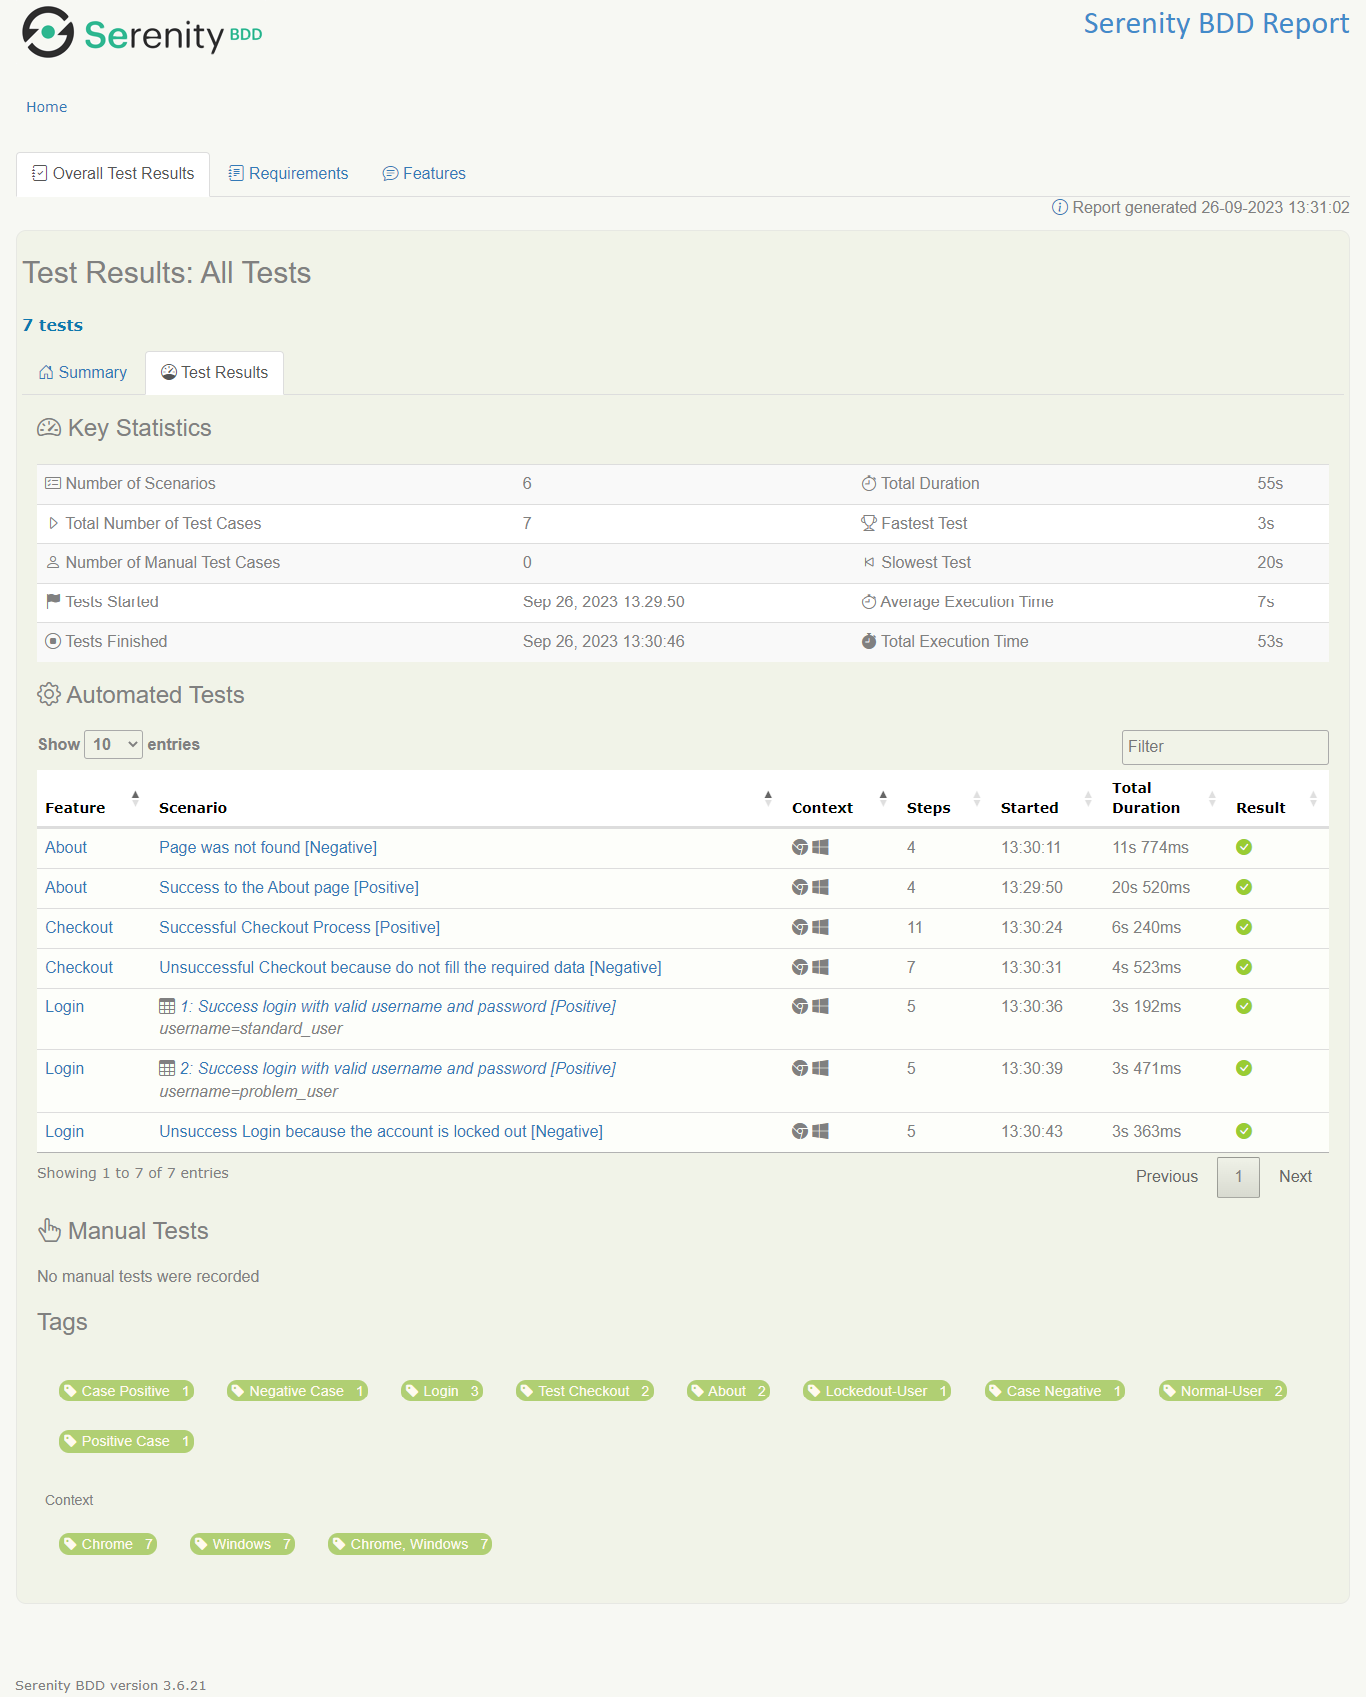 Serenity BDD
Serenity BDD Report
Home
Overall Test Results Requirements Features
Report generated 26-09-2023 13:31:02
Test Results: All Tests
7 tests
Summary Test Results
Key Statistics
Number of Scenarios 6 Total Duration 55s
Total Number of Test Cases 7 Fastest Test 3s
Number of Manual Test Cases 0 Slowest Test 20s
Tests Started Sep 26, 2023 13:29:50 Average Execution Time 7s
Tests Finished Sep 26, 2023 13:30:46 Total Execution Time 53s
Automated Tests
Show 10 entries Filter
Feature Scenario Context Steps Started Total Duration Result
About Page was not found [Negative] 4 13:30:11 11s 774ms
About Success to the About page [Positive] 4 13:29:50 20s 520ms
Checkout Successful Checkout Process [Positive] 11 13:30:24 6s 240ms
Checkout Unsuccessful Checkout because do not fill the required data [Negative] 7 13:30:31 4s 523ms
Login 1: Success login with valid username and password [Positive] 5 13:30:36 3s 192ms
username=standard_user
Login 2: Success login with valid username and password [Positive] 5 13:30:39 3s 471ms
username=problem_user
Login Unsuccess Login because the account is locked out [Negative] 5 13:30:43 3s 363ms
Showing 1 to 7 of 7 entries Previous 1 Next
Manual Tests
No manual tests were recorded
Tags
Case Positive 1 Negative Case 1 Login 3 Test Checkout 2 About 2 Lockedout-User 1 Case Negative 1 Normal-User 2
Positive Case 1
Context
Chrome 7 Windows 7 Chrome, Windows 7
Serenity BDD version 3.6.21